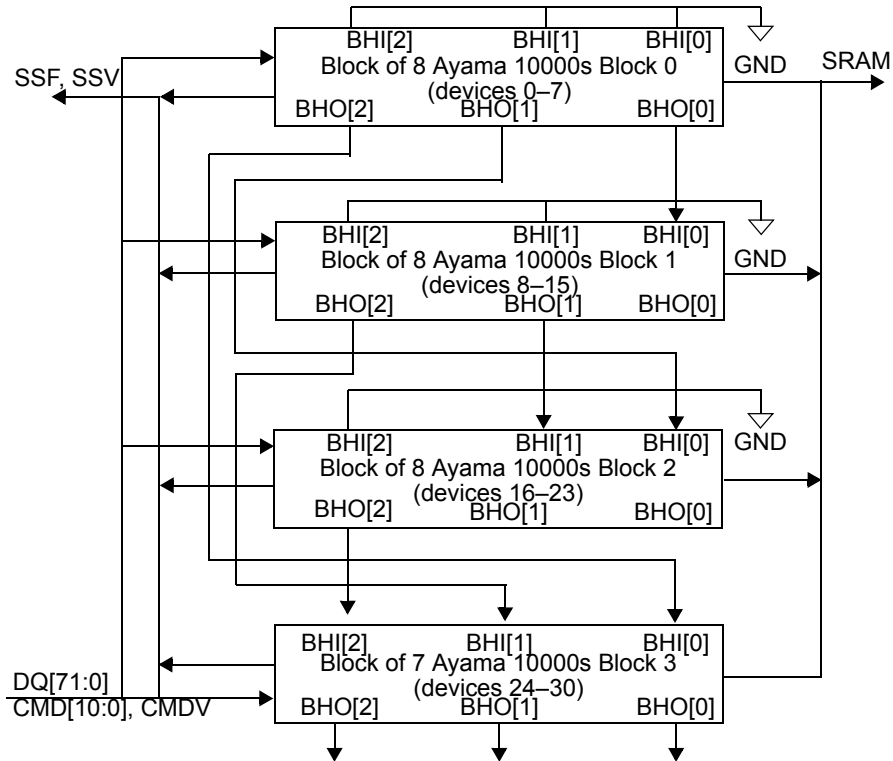 BHI[2] BHI[1] BHI[0]
SSF, SSV
Block of 8 Ayama 10000s Block 0
GND
SRAM
(devices 0–7)
BHO[2] BHO[1] BHO[0]
BHI[2] BHI[1] BHI[0]
Block of 8 Ayama 10000s Block 1
GND
(devices 8–15)
BHO[2] BHO[1] BHO[0]
BHI[2] BHI[1] BHI[0]
GND
Block of 8 Ayama 10000s Block 2
(devices 16–23)
BHO[2] BHO[1] BHO[0]
BHI[2] BHI[1] BHI[0]
Block of 7 Ayama 10000s Block 3
DQ[71:0]
(devices 24–30)
CMD[10:0], CMDV
BHO[2] BHO[1] BHO[0]